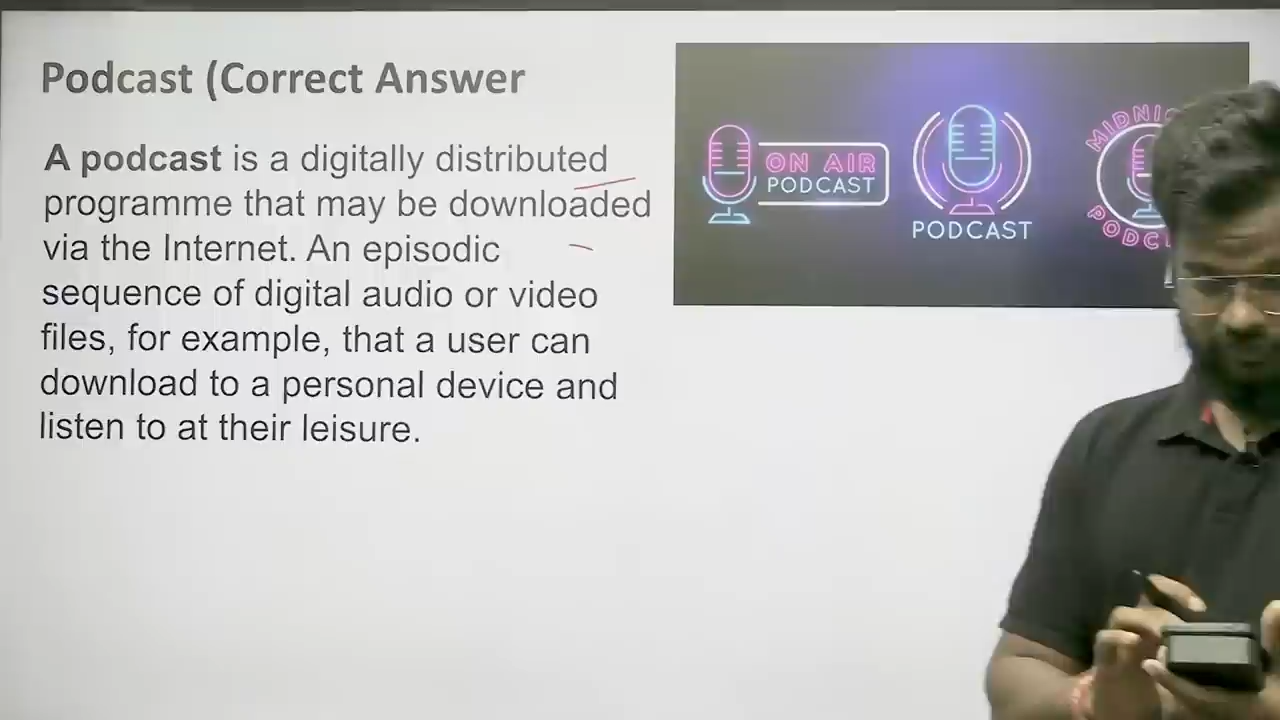 Podcast (Correct Answer
A podcast is a digitally distributed
programme that may be downloaded
via the Internet. An episodic
sequence of digital audio or video
files, for example, that a user can
download to a personal device and
listen to at their leisure.
ON AIR
PODCAST
PODCAST